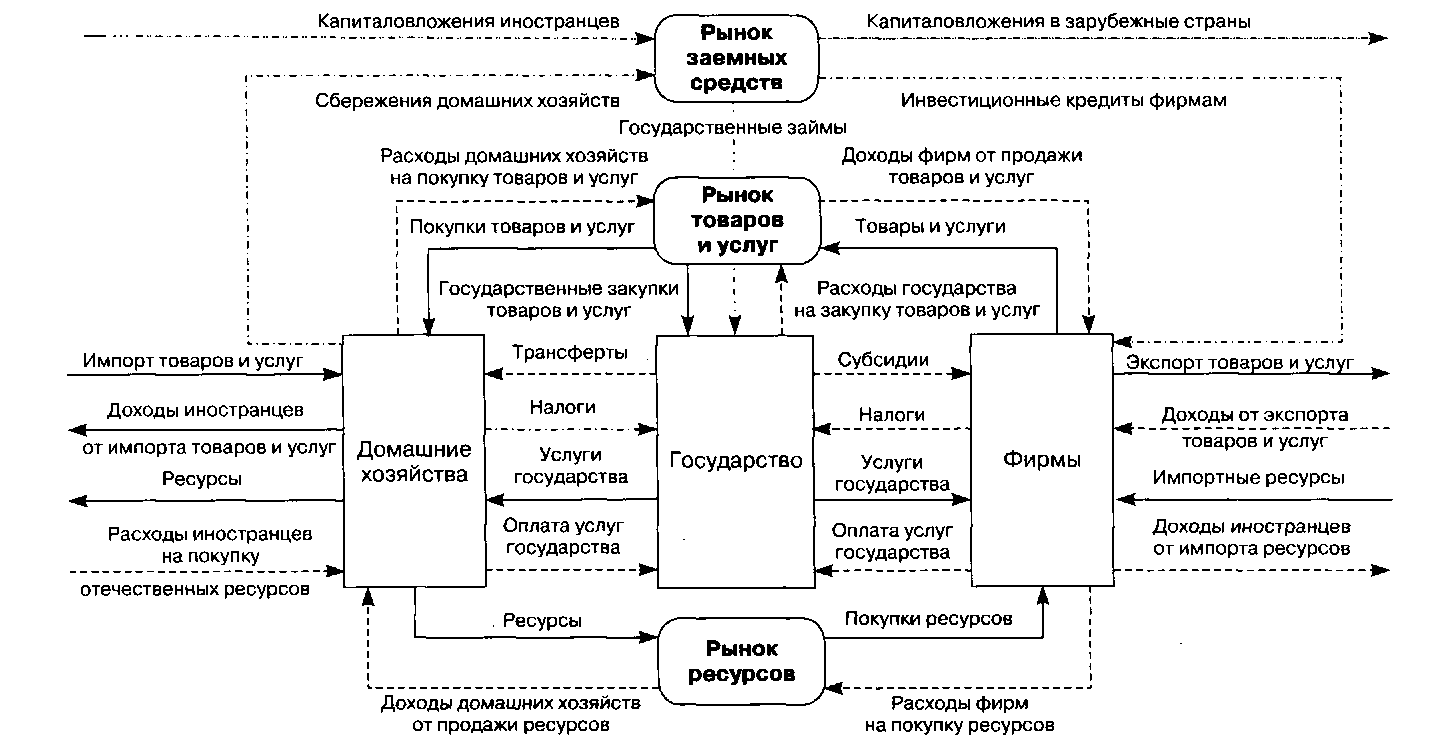 Капиталовложения иностранцев
Рынок
заемных
средств
Капиталовложения в зарубежные страны
Сбережения домашних хозяйств
Инвестиционные кредиты фирмам
Государственные займы
Расходы домашних хозяйств
на покупку товаров и услуг
Доходы фирм от продажи
товаров и услуг
Рынок
товаров
и услуг
Покупки товаров и услуг
Товары и услуги
Государственные закупки
товаров и услуг
Расходы государства
на закупку товаров и услуг
Импорт товаров и услуг
Трансферты
Субсидии
Экспорт товаров и услуг
Доходы иностранцев
от импорта товаров и услуг
Налоги
Налоги
Доходы от экспорта
товаров и услуг
Домашние
хозяйства
Государство
Фирмы
Ресурсы
Услуги
государства
Услуги
государства
Импортные ресурсы
Расходы иностранцев
на покупку
отечественных ресурсов
Оплата услуг
государства
Оплата услуг
государства
Доходы иностранцев
от импорта ресурсов
Ресурсы
Рынок
ресурсов
Покупки ресурсов
Доходы домашних хозяйств
от продажи ресурсов
Расходы фирм
на покупку ресурсов